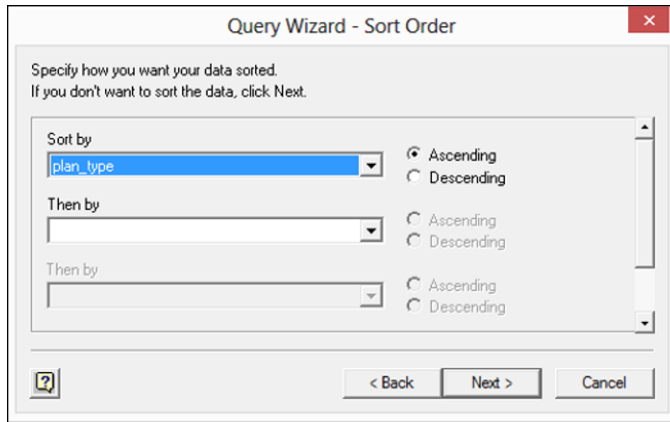 Query Wizard - Sort Order
Specify how you want your data sorted.
If you don't want to sort the data, click Next.
Sort by
plan_type
Ascending
Descending
Then by
Ascending
Descending
Then by
Ascending
Descending
< Back
Next >
Cancel